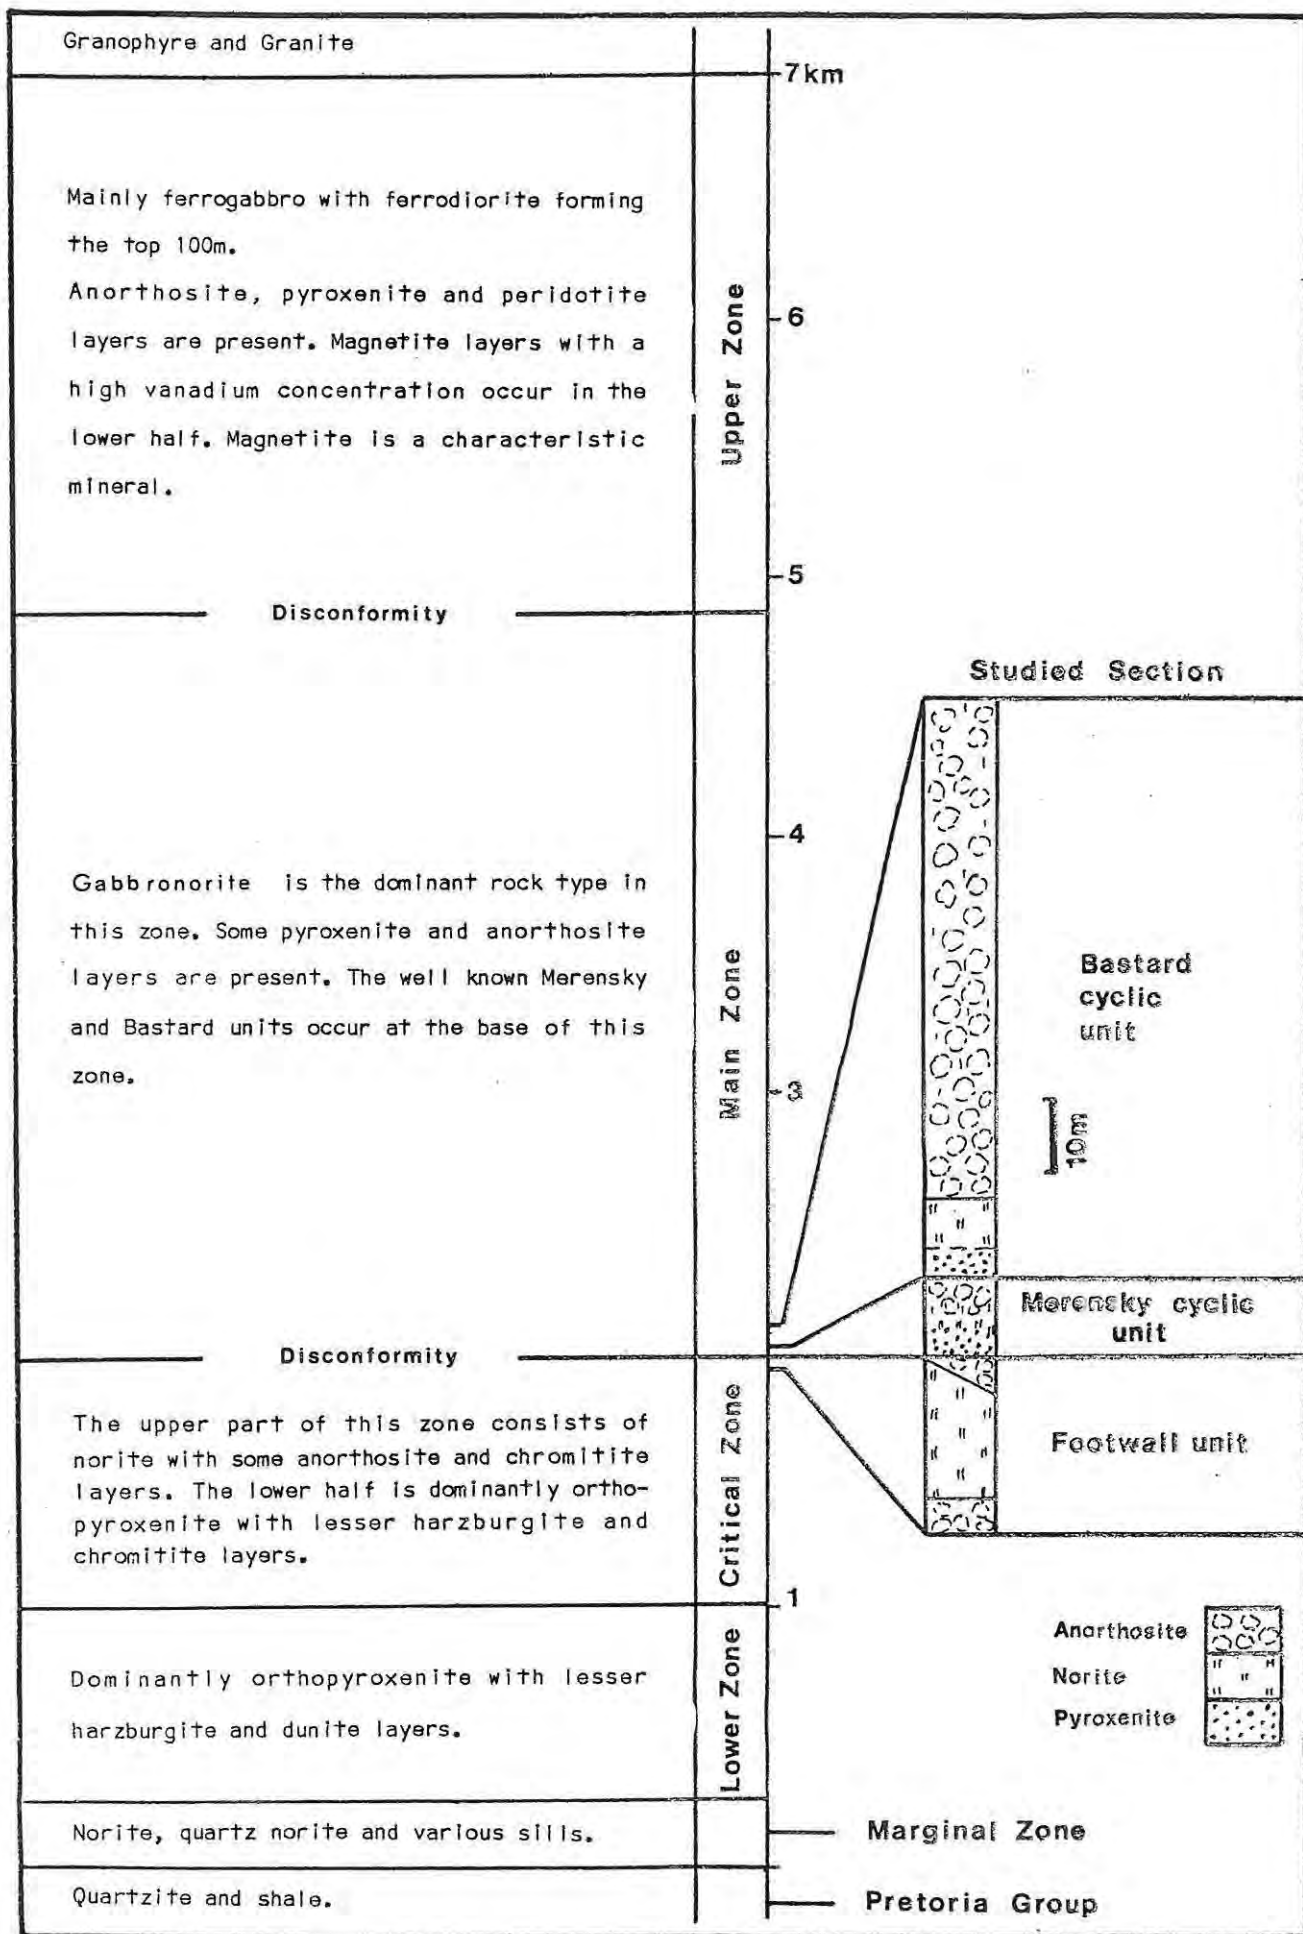 Granophyre and Granite
7km
Mainly ferrogabbro with ferrodiorite forming
the top 100m.
Anorthosite, pyroxenite and peridotite
layers are present. Magnetite layers with a
high vanadium concentration occur in the
lower half. Magnetite is a characteristic
mineral.
Upper Zone
6
5
Disconformity
Studied Section
4
Gabbronorite is the dominant rock type in
this zone. Some pyroxenite and anorthosite
layers are present. The well known Merensky
and Bastard units occur at the base of this
zone.
Main Zone
3
Bastard
cyclic
unit
10m
Merensky cyclic
unit
Disconformity
The upper part of this zone consists of
norite with some anorthosite and chromitite
layers. The lower half is dominantly ortho-
pyroxenite with lesser harzburgite and
chromitite layers.
Critical Zone
Footwall unit
1
Dominantly orthopyroxenite with lesser
harzburgite and dunite layers.
Lower Zone
Anorthosite
Norite
Pyroxenite
Norite, quartz norite and various sills.
Marginal Zone
Quartzite and shale.
Pretoria Group